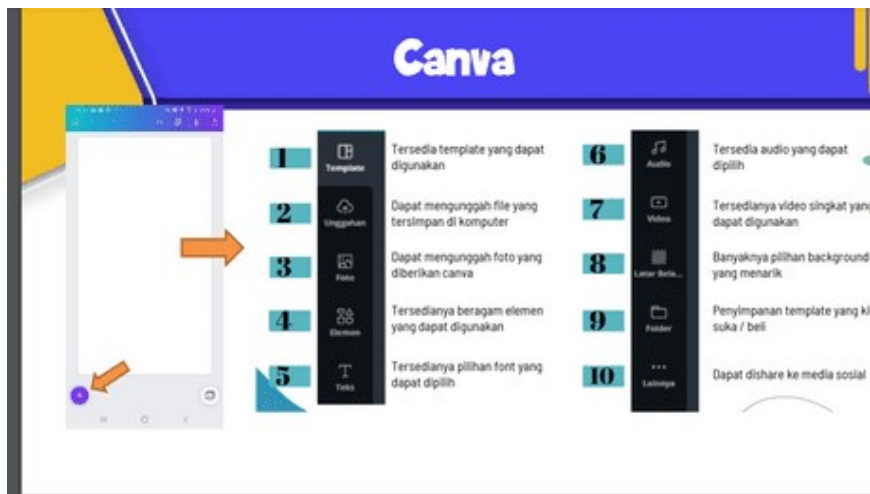 Canva
1
Template
Tersedia template yang dapat
digunakan
2
Unggahan
Dapat mengunggah file yang
tersimpan di komputer
3
Foto
Dapat mengunggah foto yang
diberikan canva
4
Elemen
Tersedianya beragam elemen
yang dapat digunakan
5
Teks
Tersedianya pilihan font yang
dapat dipilih
6
Audio
Tersedia audio yang dapat
dipilih
7
Video
Tersedianya video singkat yang
dapat digunakan
8
Latar Bela...
Banyaknya pilihan background
yang menarik
9
Folder
Penyimpanan template yang ki
suka / beli
10
Lainnya
Dapat dishare ke media sosial